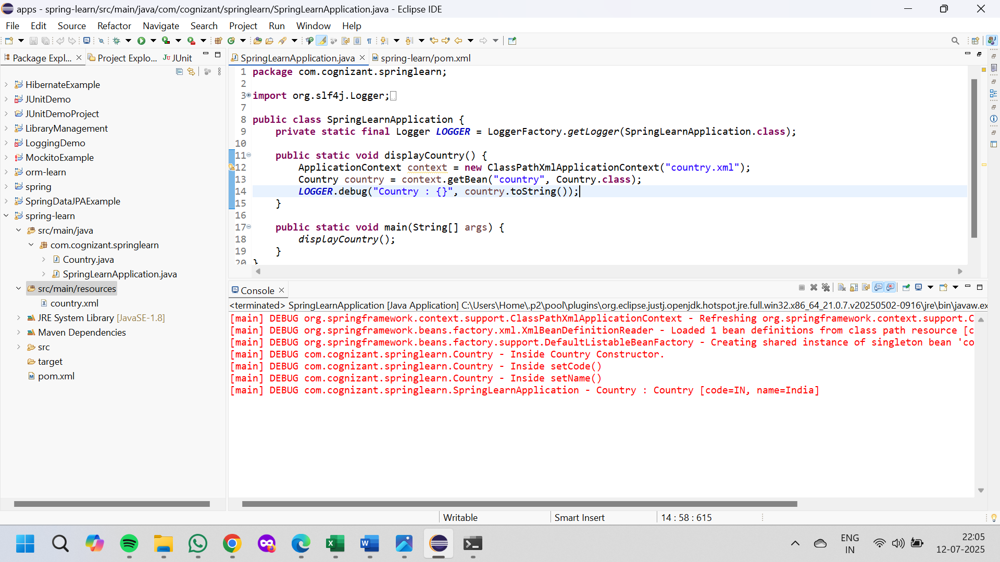 apps - spring-learn/src/main/java/com/cognizant/springlearn/SpringLearnApplication.java - Eclipse IDE
File Edit Source Refactor Navigate Search Project Run Window Help
Package Expl... Project Explo... JUnit
HibernateExample
JUnitDemo
JUnitDemoProject
LibraryManagement
LoggingDemo
MockitoExample
orm-learn
spring
SpringDataJPAExample
spring-learn
src/main/java
com.cognizant.springlearn
Country.java
SpringLearnApplication.java
src/main/resources
country.xml
JRE System Library [JavaSE-1.8]
Maven Dependencies
src
target
pom.xml
SpringLearnApplication.java spring-learn/pom.xml
1 package com.cognizant.springlearn;
2
3 import org.slf4j.Logger;
7
8 public class SpringLearnApplication {
9 private static final Logger LOGGER = LoggerFactory.getLogger(SpringLearnApplication.class);
10
11 public static void displayCountry() {
12 ApplicationContext context = new ClassPathXmlApplicationContext("country.xml");
13 Country country = context.getBean("country", Country.class);
14 LOGGER.debug("Country : {}", country.toString());
15 }
16
17 public static void main(String[] args) {
18 displayCountry();
19 }
20 }
Console
<terminated> SpringLearnApplication [Java Application] C:\Users\Home\.p2\pool\plugins\org.eclipse.justj.openjdk.hotspot.jre.full.win32.x86_64_21.0.7.v20250502-0916\jre\bin\javaw.ex
[main] DEBUG org.springframework.context.support.ClassPathXmlApplicationContext - Refreshing org.springframework.context.support.C
[main] DEBUG org.springframework.beans.factory.xml.XmlBeanDefinitionReader - Loaded 1 bean definitions from class path resource [c
[main] DEBUG org.springframework.beans.factory.support.DefaultListableBeanFactory - Creating shared instance of singleton bean 'co
[main] DEBUG com.cognizant.springlearn.Country - Inside Country Constructor.
[main] DEBUG com.cognizant.springlearn.Country - Inside setCode()
[main] DEBUG com.cognizant.springlearn.Country - Inside setName()
[main] DEBUG com.cognizant.springlearn.SpringLearnApplication - Country : Country [code=IN, name=India]
Writable Smart Insert 14 : 58 : 615
ENG
IN
22:05
12-07-2025